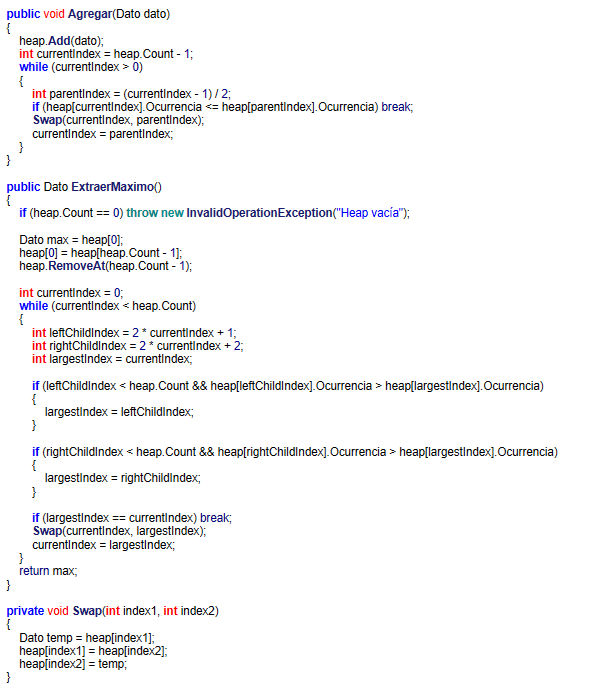 public void Agregar(Dato dato)
{
heap.Add(dato);
int currentIndex = heap.Count - 1;
while (currentIndex > 0)
{
int parentIndex = (currentIndex - 1) / 2;
if (heap[currentIndex].Ocurrencia <= heap[parentIndex].Ocurrencia) break;
Swap(currentIndex, parentIndex);
currentIndex = parentIndex;
}
}
public Dato ExtraerMaximo()
{
if (heap.Count == 0) throw new InvalidOperationException("Heap vacía");
Dato max = heap[0];
heap[0] = heap[heap.Count - 1];
heap.RemoveAt(heap.Count - 1);
int currentIndex = 0;
while (currentIndex < heap.Count)
{
int leftChildIndex = 2 * currentIndex + 1;
int rightChildIndex = 2 * currentIndex + 2;
int largestIndex = currentIndex;
if (leftChildIndex < heap.Count && heap[leftChildIndex].Ocurrencia > heap[largestIndex].Ocurrencia)
{
largestIndex = leftChildIndex;
}
if (rightChildIndex < heap.Count && heap[rightChildIndex].Ocurrencia > heap[largestIndex].Ocurrencia)
{
largestIndex = rightChildIndex;
}
if (largestIndex == currentIndex) break;
Swap(currentIndex, largestIndex);
currentIndex = largestIndex;
}
return max;
}
private void Swap(int index1, int index2)
{
Dato temp = heap[index1];
heap[index1] = heap[index2];
heap[index2] = temp;
}